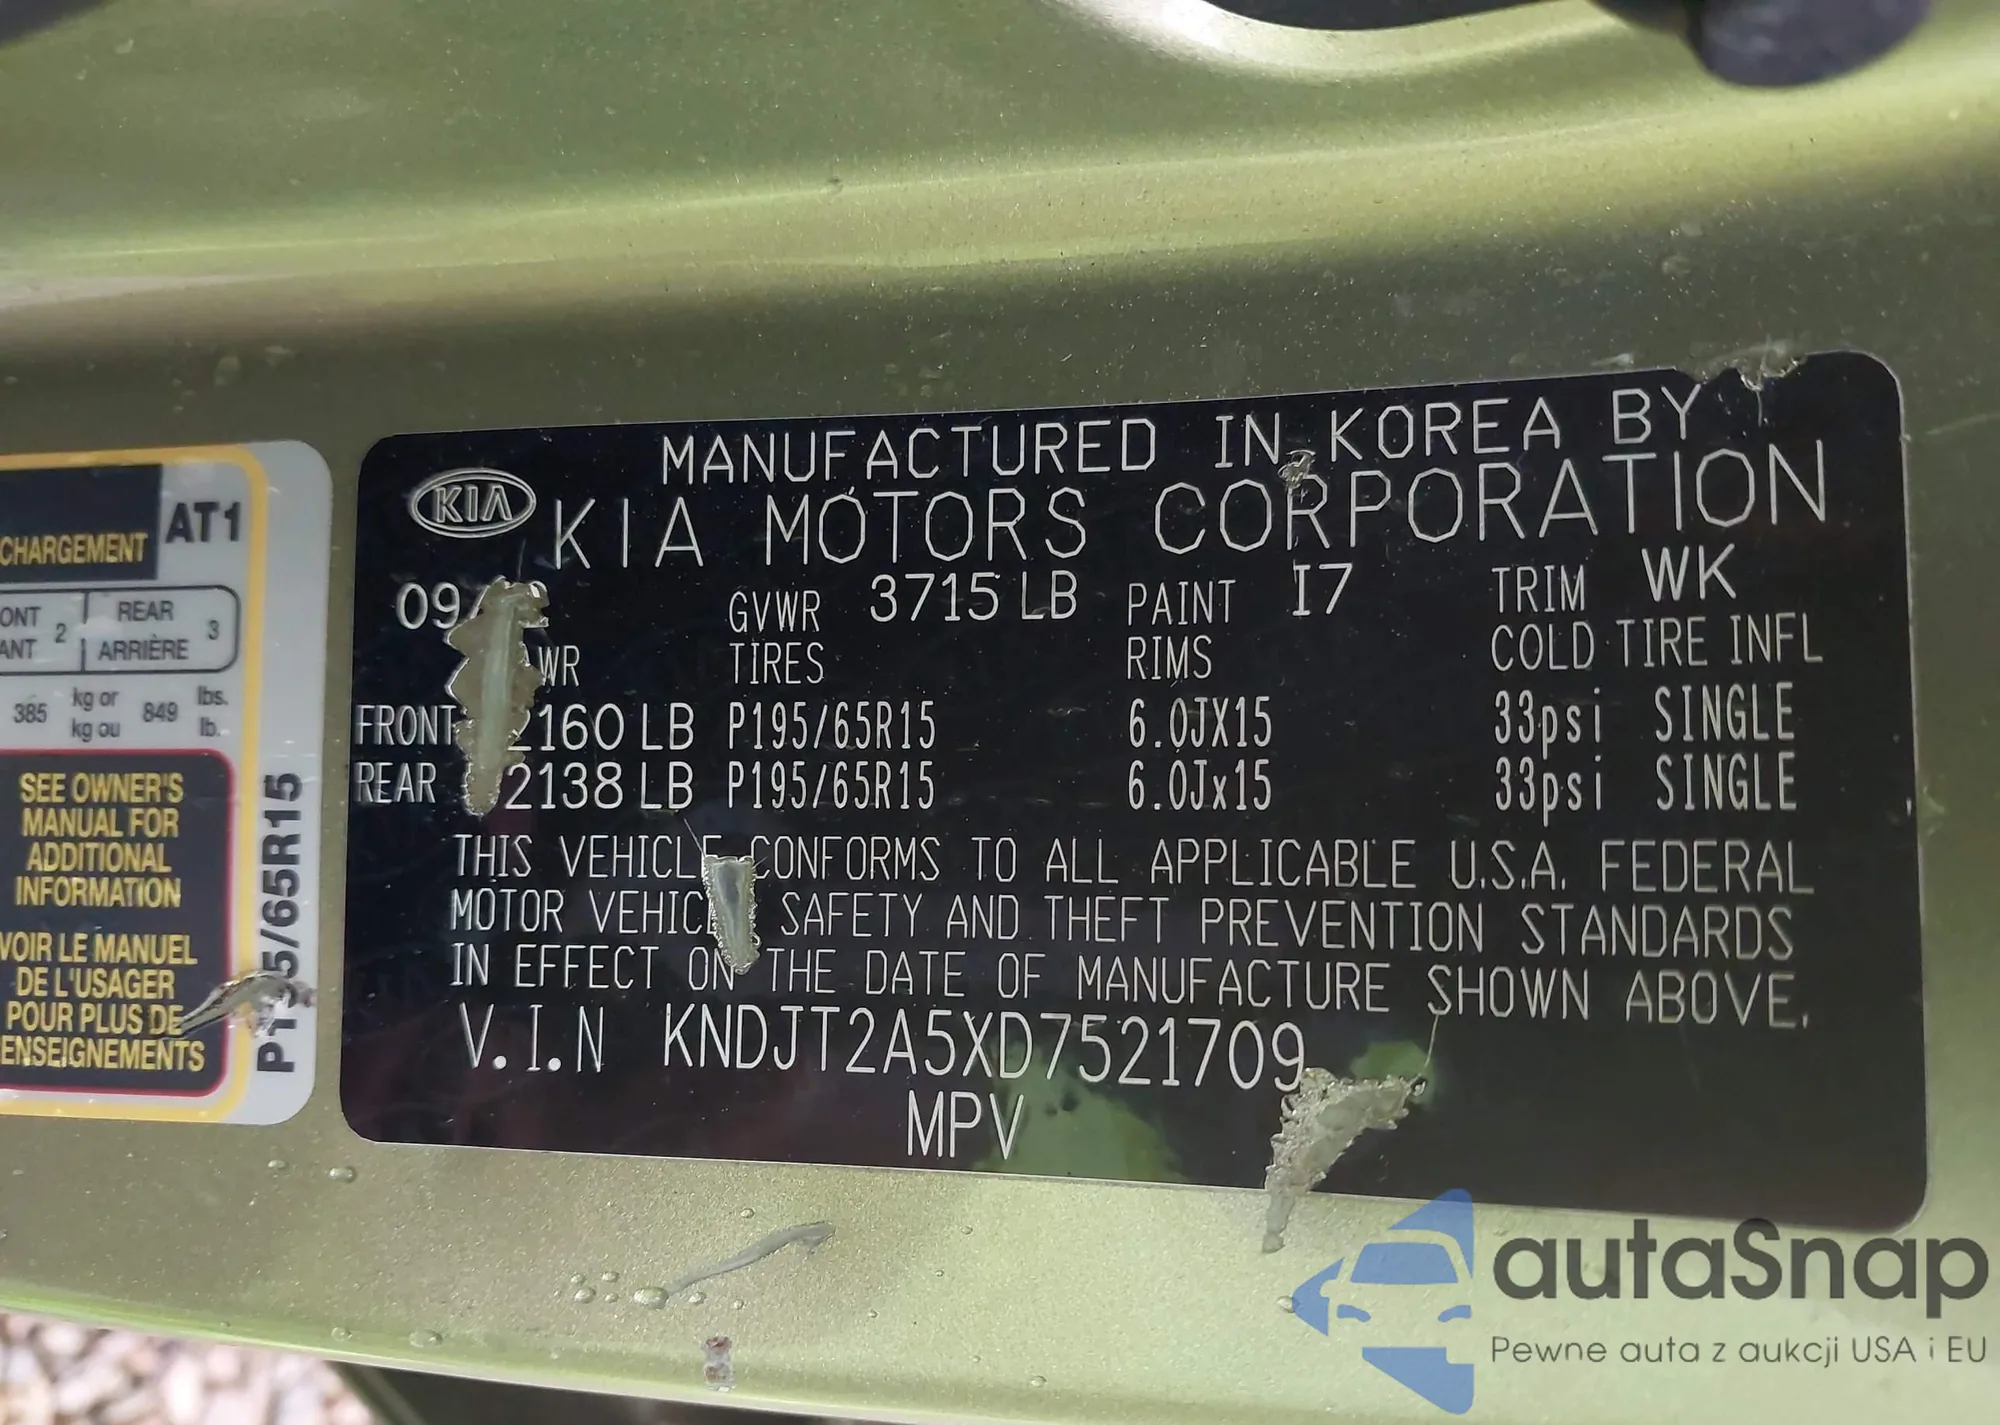 CHARGEMENT
AT1
REAR
2
ARRIÈRE
3
385
kg or
kg ou
849
lbs.
lb.
SEE OWNER'S
MANUAL FOR
ADDITIONAL
INFORMATION
VOIR LE MANUEL
DE L'USAGER
POUR PLUS DE
ENSEIGNEMENTS
MANUFACTURED IN KOREA BY
KIA
KIA MOTORS CORPORATION
09/ GVWR 3715 LB PAINT I7 TRIM WK
WR TIRES RIMS COLD TIRE INFL
FRONT 2160 LB P195/65R15 6.0JX15 33psi SINGLE
REAR 2138 LB P195/65R15 6.0Jx15 33psi SINGLE
THIS VEHICLE CONFORMS TO ALL APPLICABLE U.S.A. FEDERAL
MOTOR VEHICLE SAFETY AND THEFT PREVENTION STANDARDS
IN EFFECT ON THE DATE OF MANUFACTURE SHOWN ABOVE.
V.I.N KNDJT2A5XD7521709
MPV
autaSnap
Pewne auta z aukcji USA i EU